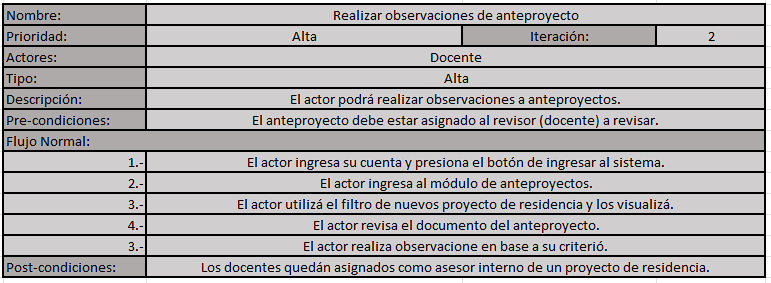 Nombre: Realizar observaciones de anteproyecto
Prioridad: Alta Iteración: 2
Actores: Docente
Tipo: Alta
Descripción: El actor podrá realizar observaciones a anteproyectos.
Pre-condiciones: El anteproyecto debe estar asignado al revisor (docente) a revisar.
Flujo Normal:
1.- El actor ingresa su cuenta y presiona el botón de ingresar al sistema.
2.- El actor ingresa al módulo de anteproyectos.
3.- El actor utilizá el filtro de nuevos proyecto de residencia y los visualizá.
4.- El actor revisa el documento del anteproyecto.
3.- El actor realiza observacione en base a su criterió.
Post-condiciones: Los docentes quedán asignados como asesor interno de un proyecto de residencia.